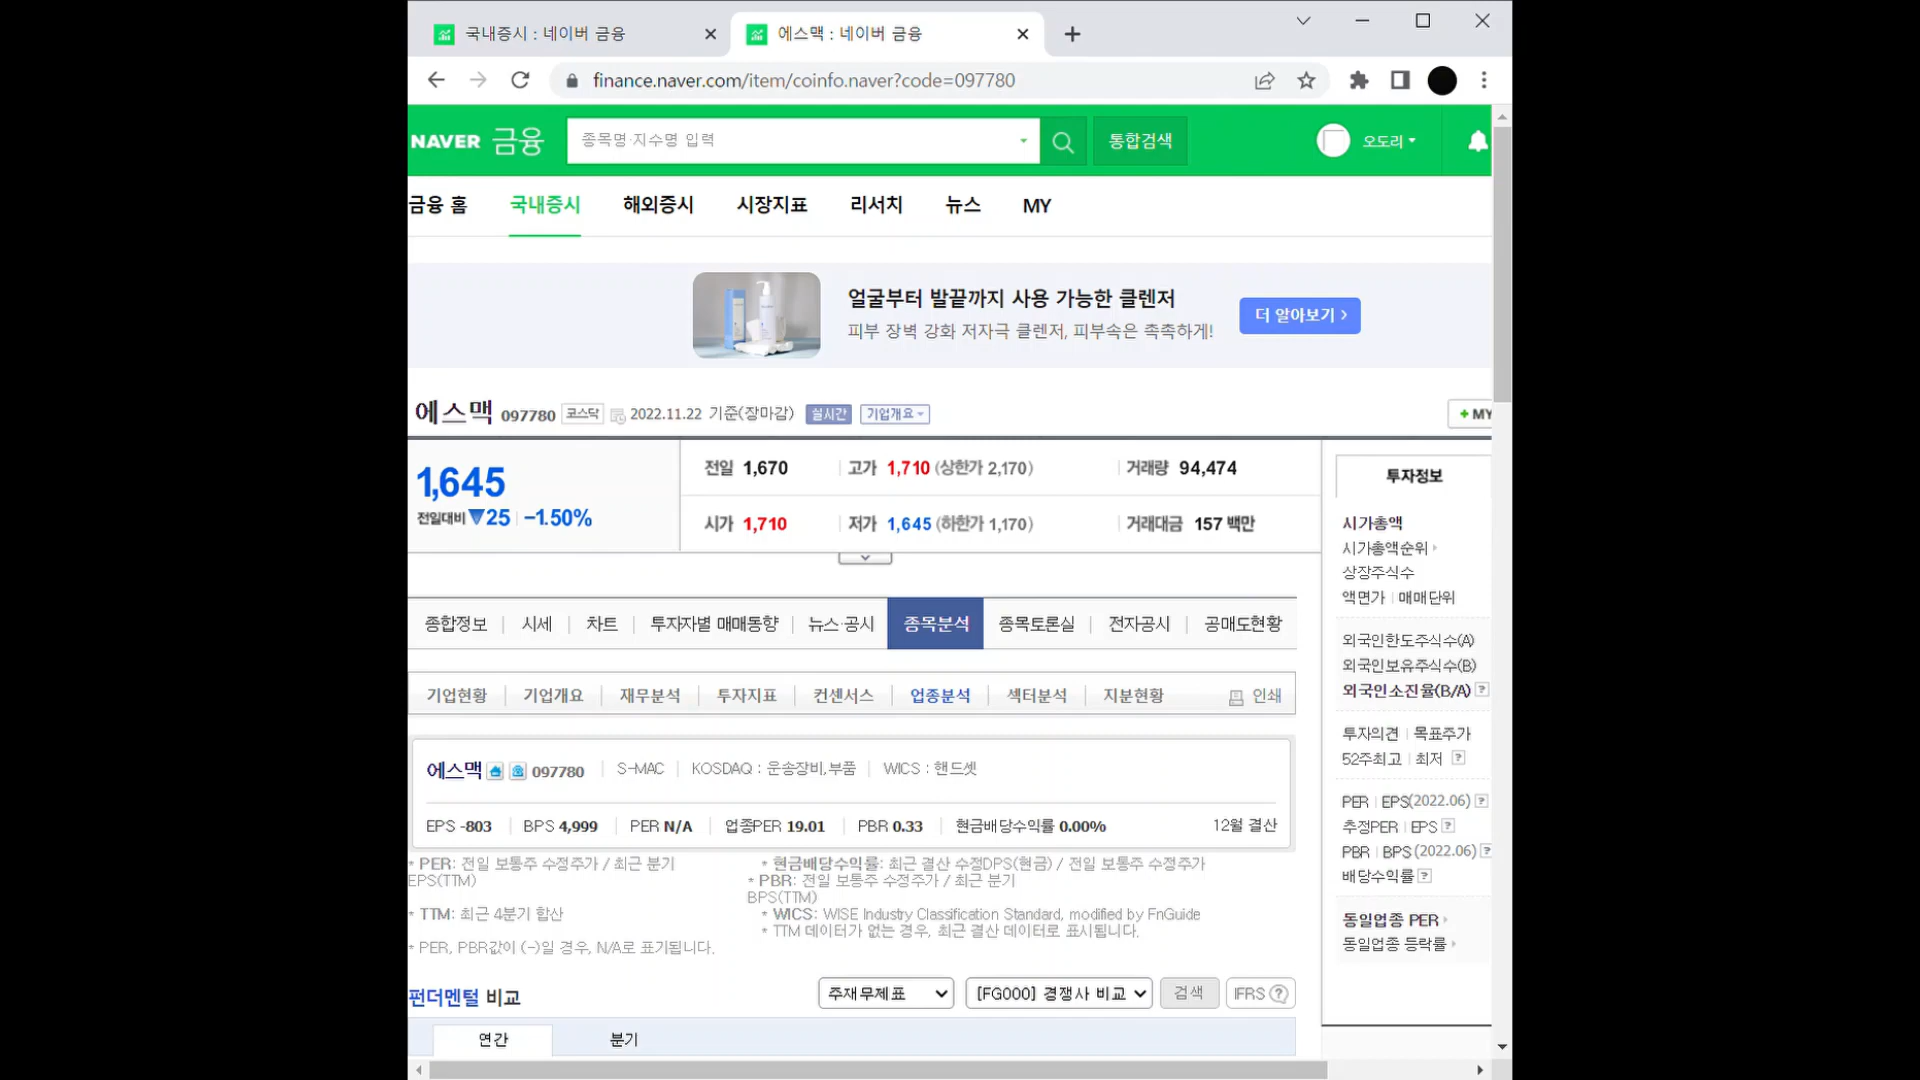 국내증시 : 네이버 금융
에스맥 : 네이버 금융
finance.naver.com/item/coinfo.naver?code=097780
NAVER 금융
종목명·지수명 입력
통합검색
오도리
금융 홈 국내증시 해외증시 시장지표 리서치 뉴스 MY
얼굴부터 발끝까지 사용 가능한 클렌저
피부 장벽 강화 저자극 클렌저, 피부속은 촉촉하게!
더 알아보기 >
에스맥 097780 코스닥 2022.11.22 기준(장마감) 실시간 기업개요
+ MY
1,645
전일대비 ▼25 | -1.50%
전일 1,670 | 고가 1,710 (상한가 2,170) | 거래량 94,474
시가 1,710 | 저가 1,645 (하한가 1,170) | 거래대금 157 백만
종합정보 | 시세 | 차트 | 투자자별 매매동향 | 뉴스·공시 | 종목분석 | 종목토론실 | 전자공시 | 공매도현황
기업현황 | 기업개요 | 재무분석 | 투자지표 | 컨센서스 | 업종분석 | 섹터분석 | 지분현황 인쇄
에스맥 097780 | S-MAC | KOSDAQ : 운송장비,부품 | WICS : 핸드셋
EPS -803 | BPS 4,999 | PER N/A | 업종PER 19.01 | PBR 0.33 | 현금배당수익률 0.00% 12월 결산
* PER: 전일 보통주 수정주가 / 최근 분기
EPS(TTM)
* TTM: 최근 4분기 합산
* PER, PBR값이 (-)일 경우, N/A로 표기됩니다.
* 현금배당수익률: 최근 결산 수정DPS(현금) / 전일 보통주 수정주가
* PBR: 전일 보통주 수정주가 / 최근 분기
BPS(TTM)
* WICS: WISE Industry Classification Standard, modified by FnGuide
* TTM 데이터가 없는 경우, 최근 결산 데이터로 표시됩니다.
펀더멘털 비교
주재무제표
[FG000] 경쟁사 비교
검색
IFRS ?
연간 분기
투자정보
시가총액
시가총액순위
상장주식수
액면가 | 매매단위
외국인한도주식수(A)
외국인보유주식수(B)
외국인소진율(B/A) ?
투자의견 | 목표주가
52주최고 | 최저 ?
PER | EPS(2022.06) ?
추정PER | EPS ?
PBR | BPS (2022.06) ?
배당수익률 ?
동일업종 PER
동일업종 등락률